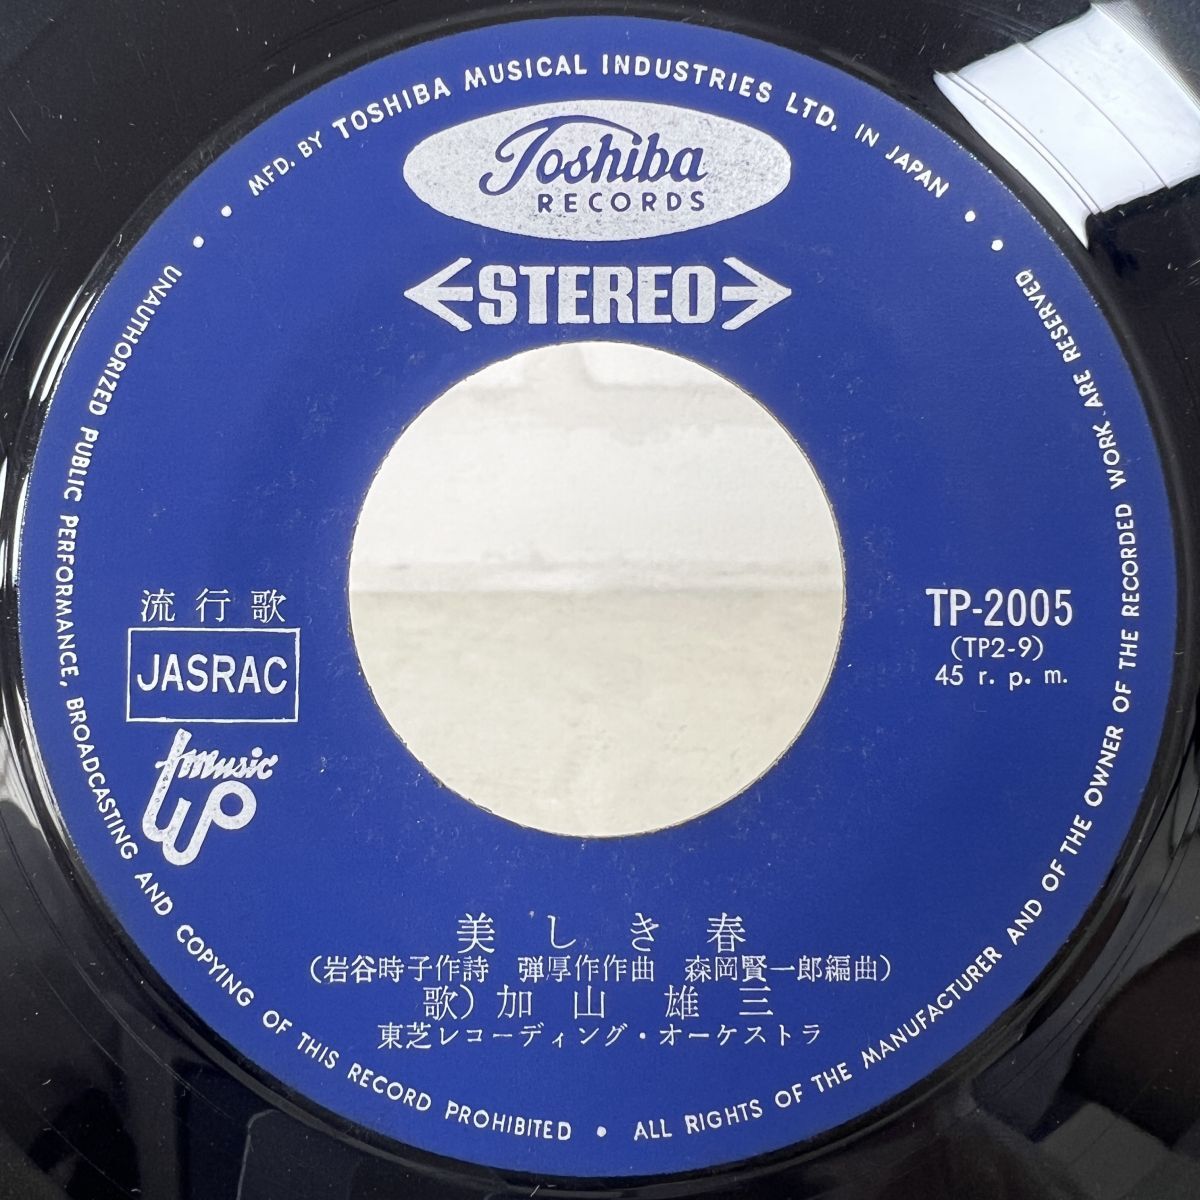 MFD. BY TOSHIBA MUSICAL INDUSTRIES LTD. IN JAPAN
Toshiba
RECORDS
STEREO
流行歌
JASRAC
music
up
TP-2005
(TP2-9)
45 r. p. m.
美しき春
(岩谷時子作詩 弾厚作作曲 森岡賢一郎編曲)
歌) 加山 雄三
東芝レコーディング・オーケストラ
UNAUTHORIZED PUBLIC PERFORMANCE, BROADCASTING AND COPYING OF THIS RECORD PROHIBITED • ALL RIGHTS OF THE MANUFACTURER AND OF THE OWNER OF THE RECORDED WORK. ARE RESERVED